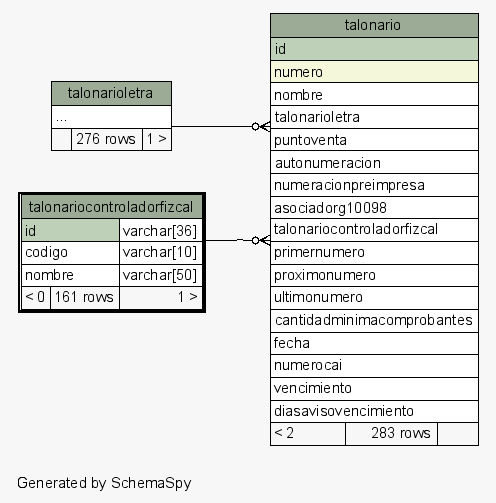 talonario
id
numero
nombre
talonarioletra
puntoventa
autonumeracion
numeracionpreimpresa
asociadorg10098
talonariocontroladorfizcal
primernumero
proximonumero
ultimonumero
cantidadminimacomprobantes
fecha
numerocai
vencimiento
diasavisovencimiento
< 2 283 rows
talonarioletra
...
276 rows 1 >
talonariocontroladorfizcal
id varchar[36]
codigo varchar[10]
nombre varchar[50]
< 0 161 rows 1 >
Generated by SchemaSpy